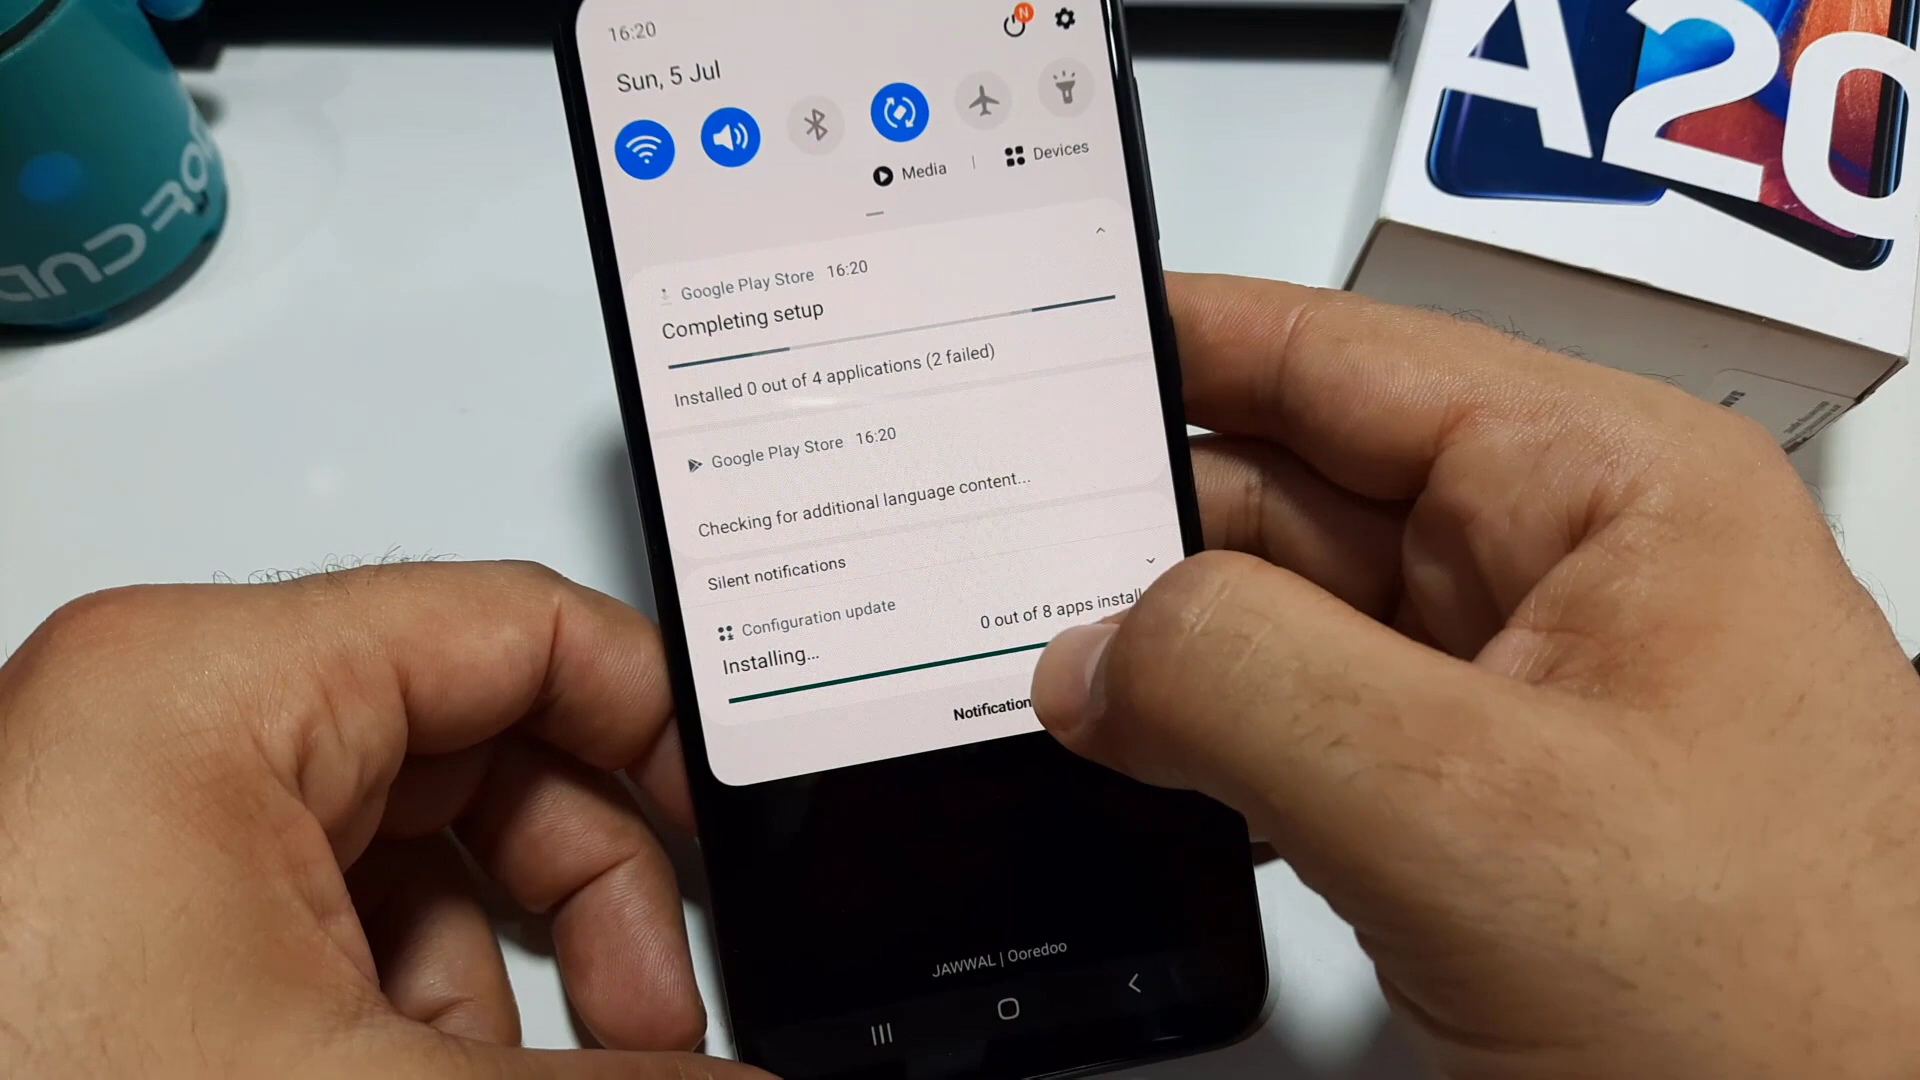 16:20
N
Sun, 5 Jul
Media | Devices
Google Play Store 16:20
Completing setup
Installed 0 out of 4 applications (2 failed)
Google Play Store 16:20
Checking for additional language content...
Silent notifications
Configuration update
0 out of 8 apps install
Installing...
Notification
JAWWAL | Ooredoo
A20
ANDRO